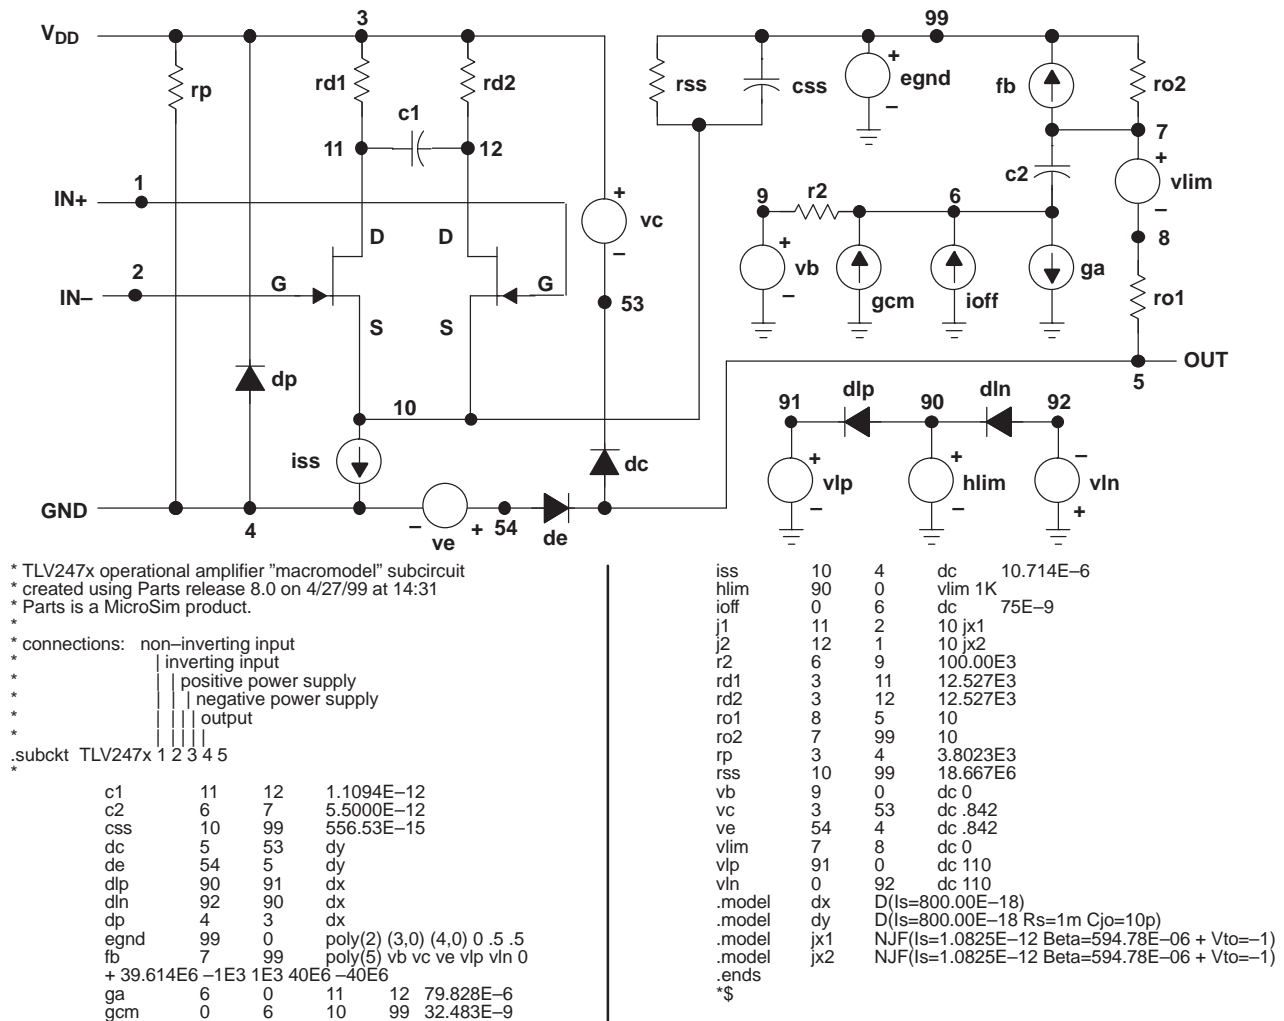 3
99
VDD
rp
rd1
rd2
rss
css
egnd
+
–
fb
ro2
c1
11
12
7
c2
+
vlim
–
1
IN+
9
r2
6
8
+
vc
–
D
D
+
vb
–
gcm
ioff
ga
ro1
2
IN–
G
G
53
S
S
OUT
5
dp
10
dlp
dln
91
90
92
iss
dc
+
vlp
–
+
hlim
–
–
vln
+
GND
4
–
+
54
ve
de
* TLV247x operational amplifier ”macromodel” subcircuit
* created using Parts release 8.0 on 4/27/99 at 14:31
* Parts is a MicroSim product.
*
* connections: non–inverting input
* | inverting input
* | | positive power supply
* | | | negative power supply
* | | | | output
* | | | | |
.subckt TLV247x 1 2 3 4 5
*
c1 11 12 1.1094E–12
c2 6 7 5.5000E–12
css 10 99 556.53E–15
dc 5 53 dy
de 54 5 dy
dlp 90 91 dx
dln 92 90 dx
dp 4 3 dx
egnd 99 0 poly(2) (3,0) (4,0) 0 .5 .5
fb 7 99 poly(5) vb vc ve vlp vln 0
+ 39.614E6 –1E3 1E3 40E6 –40E6
ga 6 0 11 12 79.828E–6
gcm 0 6 10 99 32.483E–9
iss 10 4 dc 10.714E–6
hlim 90 0 vlim 1K
ioff 0 6 dc 75E–9
j1 11 2 10 jx1
j2 12 1 10 jx2
r2 6 9 100.00E3
rd1 3 11 12.527E3
rd2 3 12 12.527E3
ro1 8 5 10
ro2 7 99 10
rp 3 4 3.8023E3
rss 10 99 18.667E6
vb 9 0 dc 0
vc 3 53 dc .842
ve 54 4 dc .842
vlim 7 8 dc 0
vlp 91 0 dc 110
vln 0 92 dc 110
.model dx D(Is=800.00E–18)
.model dy D(Is=800.00E–18 Rs=1m Cjo=10p)
.model jx1 NJF(Is=1.0825E–12 Beta=594.78E–06 + Vto=–1)
.model jx2 NJF(Is=1.0825E–12 Beta=594.78E–06 + Vto=–1)
.ends
*$